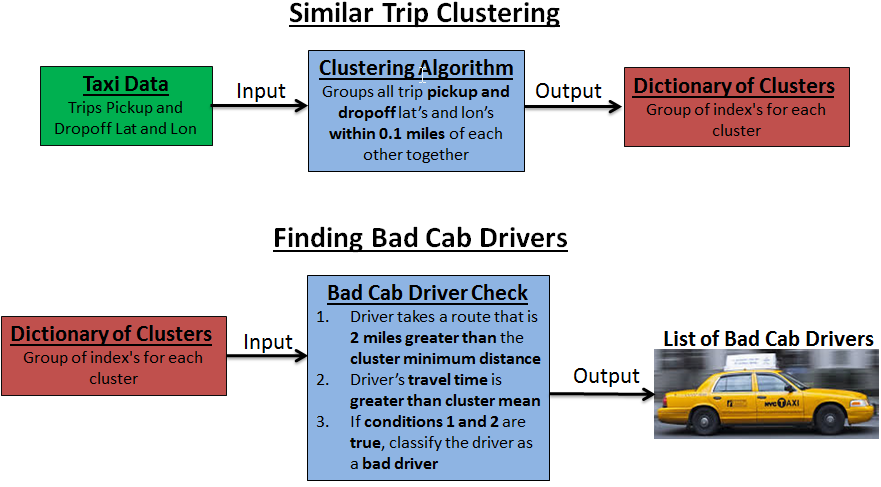 Similar Trip Clustering
Taxi Data
Trips Pickup and
Dropoff Lat and Lon
Input
Clustering Algorithm
Groups all trip pickup and
dropoff lat's and lon's
within 0.1 miles of each
other together
Output
Dictionary of Clusters
Group of index's for each
cluster
Finding Bad Cab Drivers
Dictionary of Clusters
Group of index's for each
cluster
Input
Bad Cab Driver Check
1. Driver takes a route that is
2 miles greater than the
cluster minimum distance
2. Driver's travel time is
greater than cluster mean
3. If conditions 1 and 2 are
true, classify the driver as
a bad driver
Output
List of Bad Cab Drivers
NYC TAXI